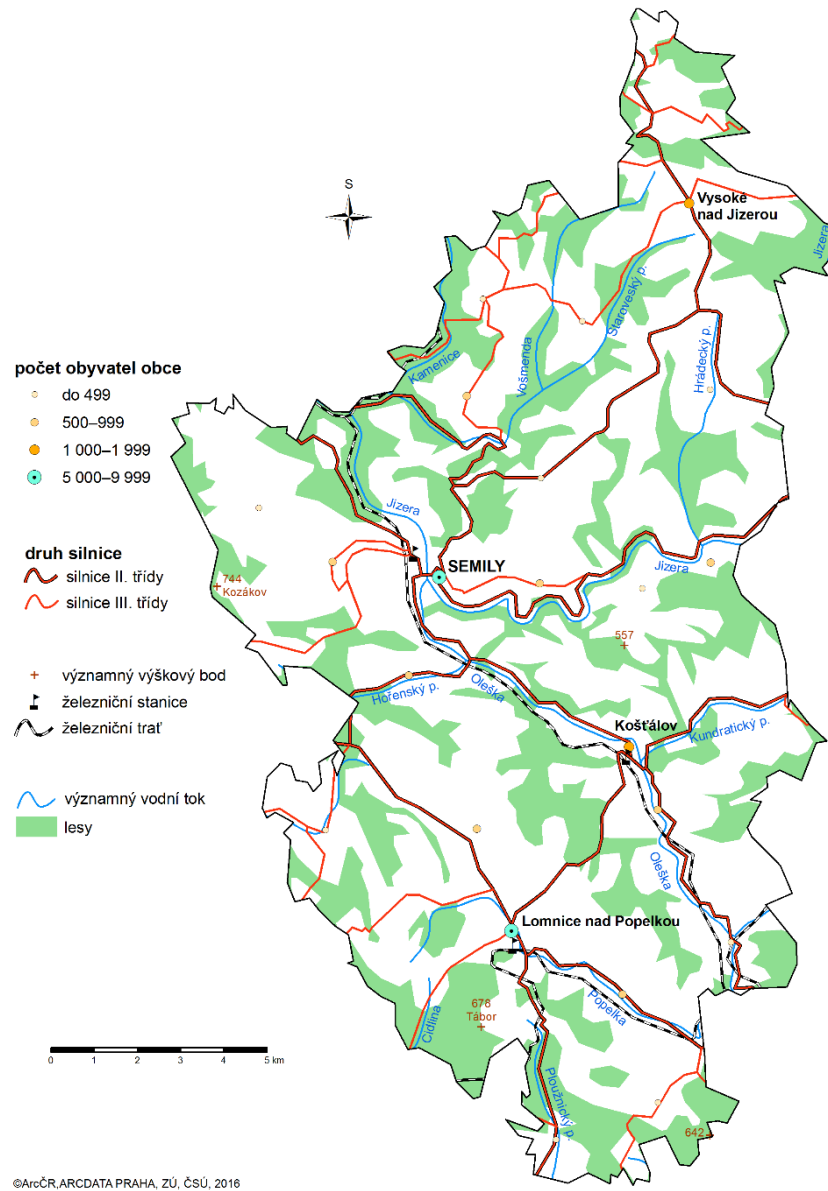 S
Vysoké
nad Jizerou
Jizera
Staroveský p.
Vošmenda
Kamenice
Hrádecký p.
počet obyvatel obce
do 499
500–999
1 000–1 999
5 000–9 999
druh silnice
silnice II. třídy
silnice III. třídy
významný výškový bod
železniční stanice
železniční trať
významný vodní tok
lesy
Jizera
SEMILY
Jizera
744
Kozákov
557
Hořenský p.
Oleška
Košťálov
Kundratický p.
Oleška
Lomnice nad Popelkou
Popelka
678
Tábor
Cidlina
Ploužnický p.
642
0 1 2 3 4 5 km
©ArcČR,ARCDATA PRAHA, ZÚ, ČSÚ, 2016